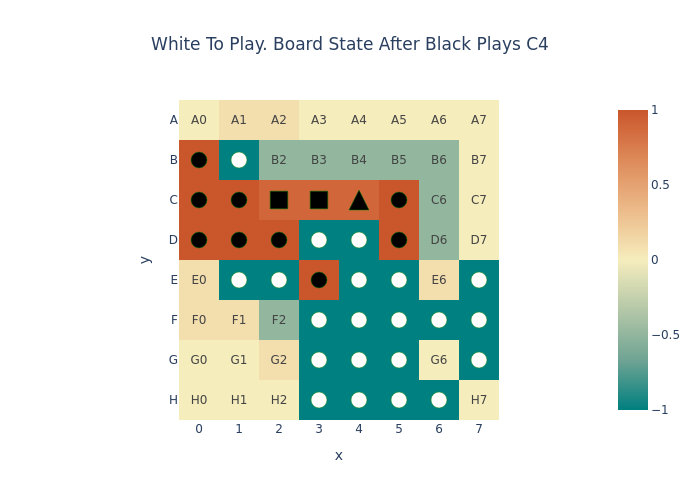 White To Play. Board State After Black Plays C4
A A0 A1 A2 A3 A4 A5 A6 A7
B B2 B3 B4 B5 B6 B7
C C6 C7
D D6 D7
E E0 E6
F F0 F1 F2
G G0 G1 G2 G6
H H0 H1 H2 H7
0 1 2 3 4 5 6 7
x
y
1
0.5
0
−0.5
−1